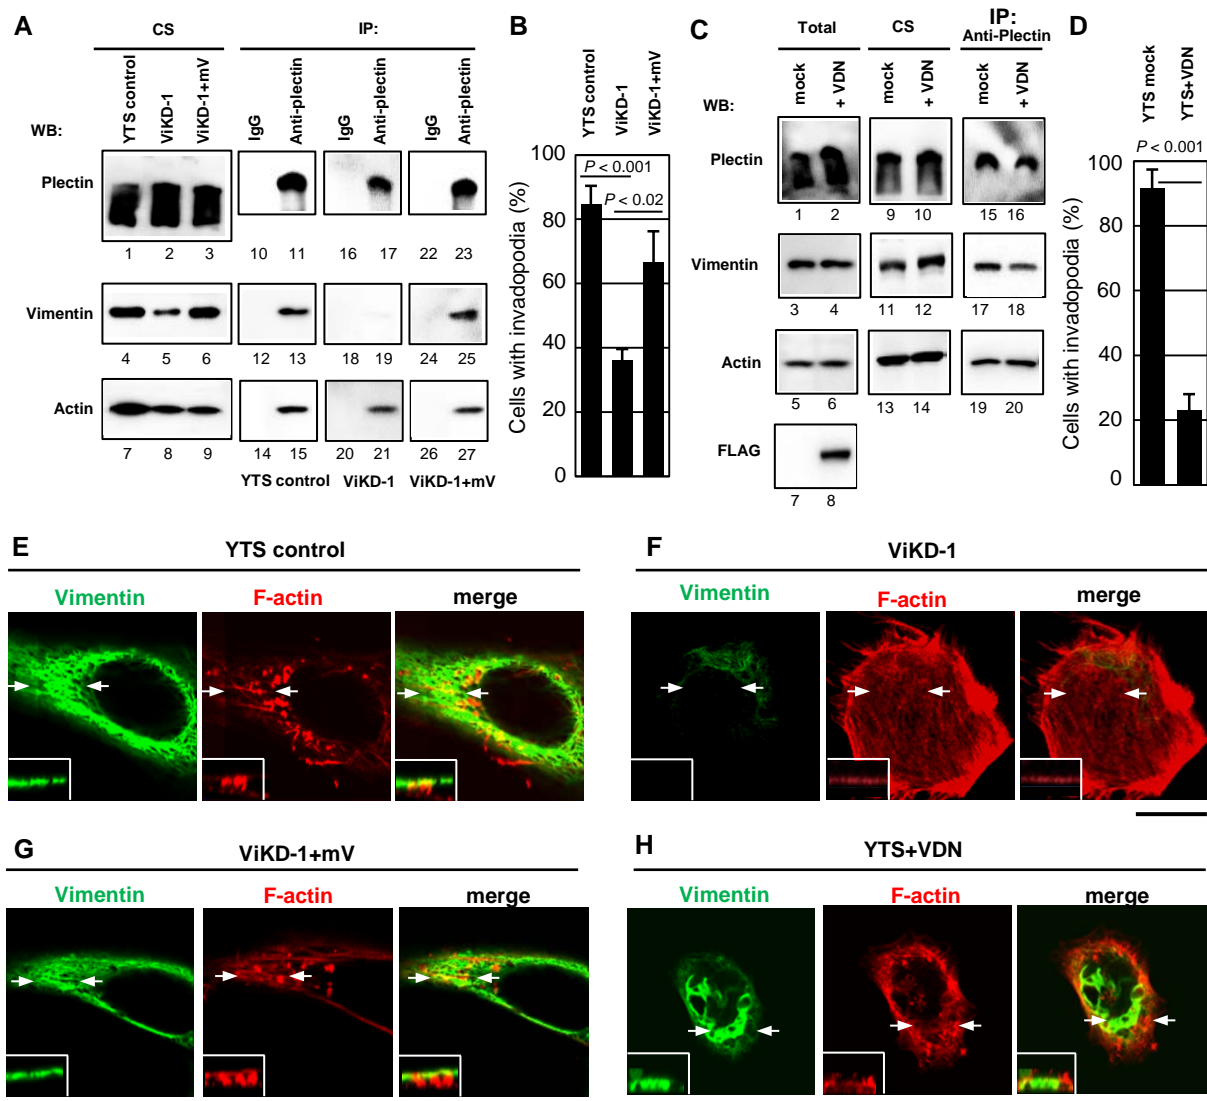 A
CS
IP:
WB:
YTS control
ViKD-1
ViKD-1+mV
IgG
Anti-plectin
IgG
Anti-plectin
IgG
Anti-plectin
Plectin
1 2 3 10 11 16 17 22 23
Vimentin
4 5 6 12 13 18 19 24 25
Actin
7 8 9 14 15 20 21 26 27
YTS control ViKD-1 ViKD-1+mV
B
YTS control
ViKD-1
ViKD-1+mV
Cells with invadopodia (%)
100
80
60
40
20
0
P < 0.001
P < 0.02
C
Total
CS
IP:
Anti-Plectin
WB:
mock
+ VDN
mock
+ VDN
mock
+ VDN
Plectin
1 2 9 10 15 16
Vimentin
3 4 11 12 17 18
Actin
5 6 13 14 19 20
FLAG
7 8
D
YTS mock
YTS+VDN
Cells with invadopodia (%)
100
80
60
40
20
0
P < 0.001
E
YTS control
Vimentin F-actin merge
F
ViKD-1
Vimentin F-actin merge
G
ViKD-1+mV
Vimentin F-actin merge
H
YTS+VDN
Vimentin F-actin merge